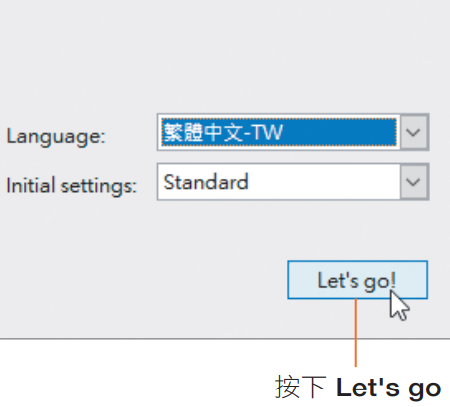 Language: 繁體中文-TW
Initial settings: Standard
Let's go!
按下 Let's go